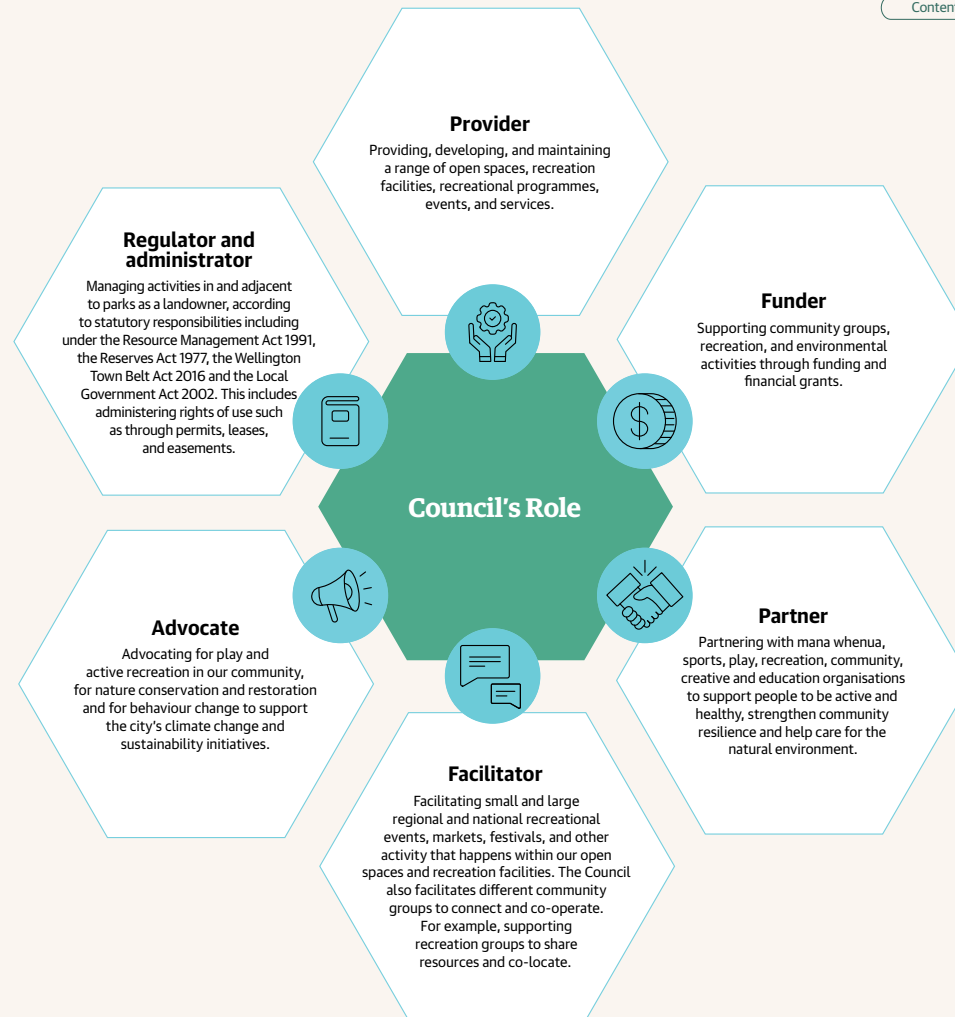 Content
Provider
Providing, developing, and maintaining
a range of open spaces, recreation
facilities, recreational programmes,
events, and services.
Regulator and
administrator
Managing activities in and adjacent
to parks as a landowner, according
to statutory responsibilities including
under the Resource Management Act 1991,
the Reserves Act 1977, the Wellington
Town Belt Act 2016 and the Local
Government Act 2002. This includes
administering rights of use such
as through permits, leases,
and easements.
Funder
Supporting community groups,
recreation, and environmental
activities through funding and
financial grants.
$
Council's Role
Advocate
Advocating for play and
active recreation in our community,
for nature conservation and restoration
and for behaviour change to support
the city's climate change and
sustainability initiatives.
Partner
Partnering with mana whenua,
sports, play, recreation, community,
creative and education organisations
to support people to be active and
healthy, strengthen community
resilience and help care for the
natural environment.
Facilitator
Facilitating small and large
regional and national recreational
events, markets, festivals, and other
activity that happens within our open
spaces and recreation facilities. The Council
also facilitates different community
groups to connect and co-operate.
For example, supporting
recreation groups to share
resources and co-locate.